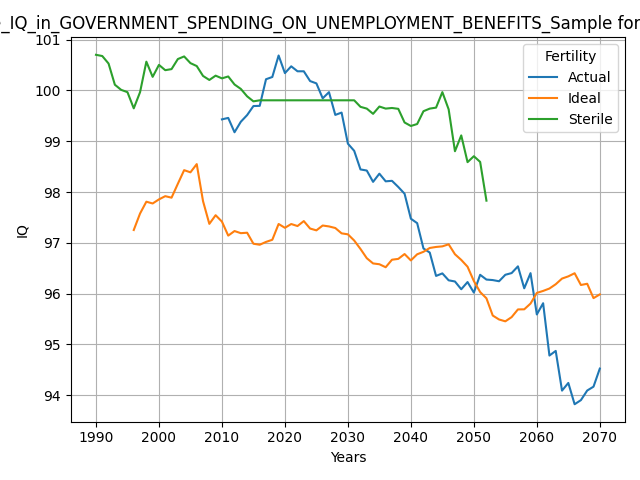 _IQ_in_GOVERNMENT_SPENDING_ON_UNEMPLOYMENT_BENEFITS_Sample for
Fertility
Actual
Ideal
Sterile
101
100
99
98
97
96
95
94
IQ
1990 2000 2010 2020 2030 2040 2050 2060 2070
Years